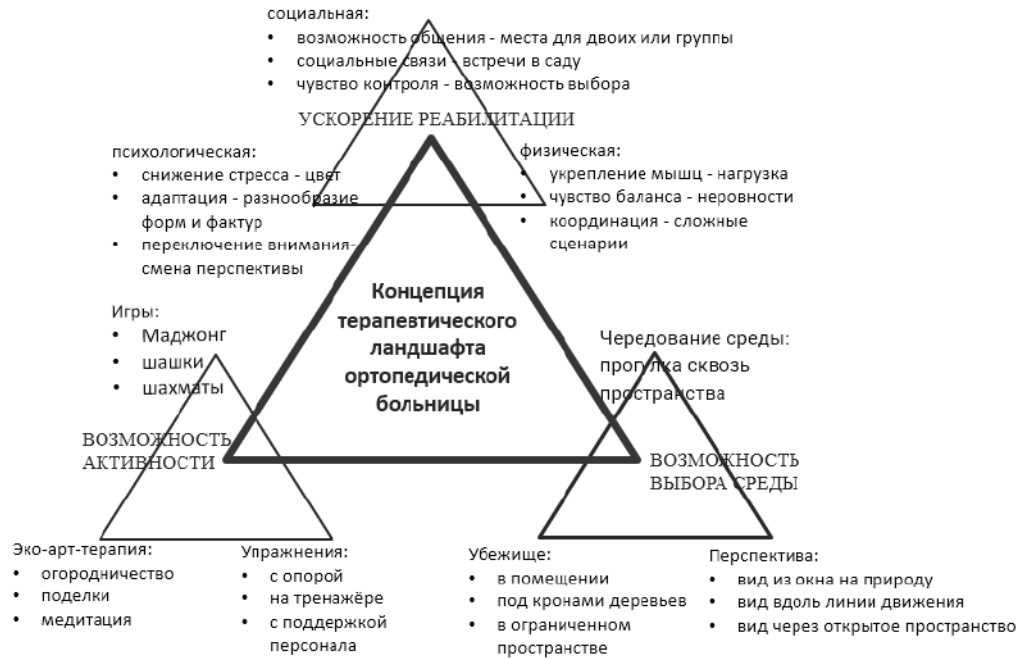 социальная:
• возможность общения - места для двоих или группы
• социальные связи - встречи в саду
• чувство контроля - возможность выбора
УСКОРЕНИЕ РЕАБИЛИТАЦИИ
психологическая:
• снижение стресса - цвет
• адаптация - разнообразие
форм и фактур
• переключение внимания-
смена перспективы
физическая:
• укрепление мышц - нагрузка
• чувство баланса - неровности
• координация - сложные
сценарии
Концепция
терапевтического
ландшафта
ортопедической
больницы
Игры:
• Маджонг
• шашки
• шахматы
ВОЗМОЖНОСТЬ
АКТИВНОСТИ
Чередование среды:
прогулка сквозь
пространства
ВОЗМОЖНОСТЬ
ВЫБОРА СРЕДЫ
Эко-арт-терапия:
• огородничество
• поделки
• медитация
Упражнения:
• с опорой
• на тренажёре
• с поддержкой
персонала
Убежище:
• в помещении
• под кронами деревьев
• в ограниченном
пространстве
Перспектива:
• вид из окна на природу
• вид вдоль линии движения
• вид через открытое пространство